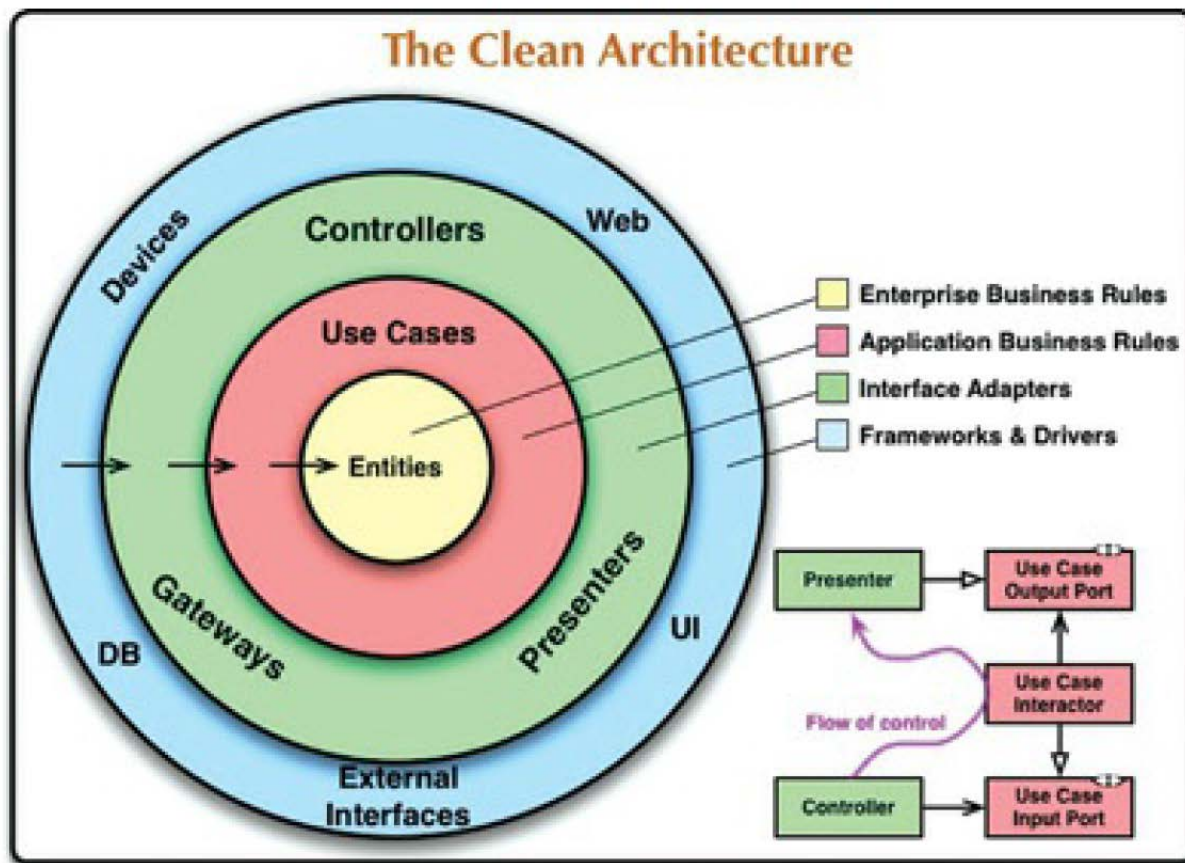 The Clean Architecture
Devices
Web
Controllers
Use Cases
Entities
Gateways
Presenters
DB
UI
External
Interfaces
Enterprise Business Rules
Application Business Rules
Interface Adapters
Frameworks & Drivers
Presenter
Use Case
Output Port
Use Case
Interactor
Flow of control
Controller
Use Case
Input Port